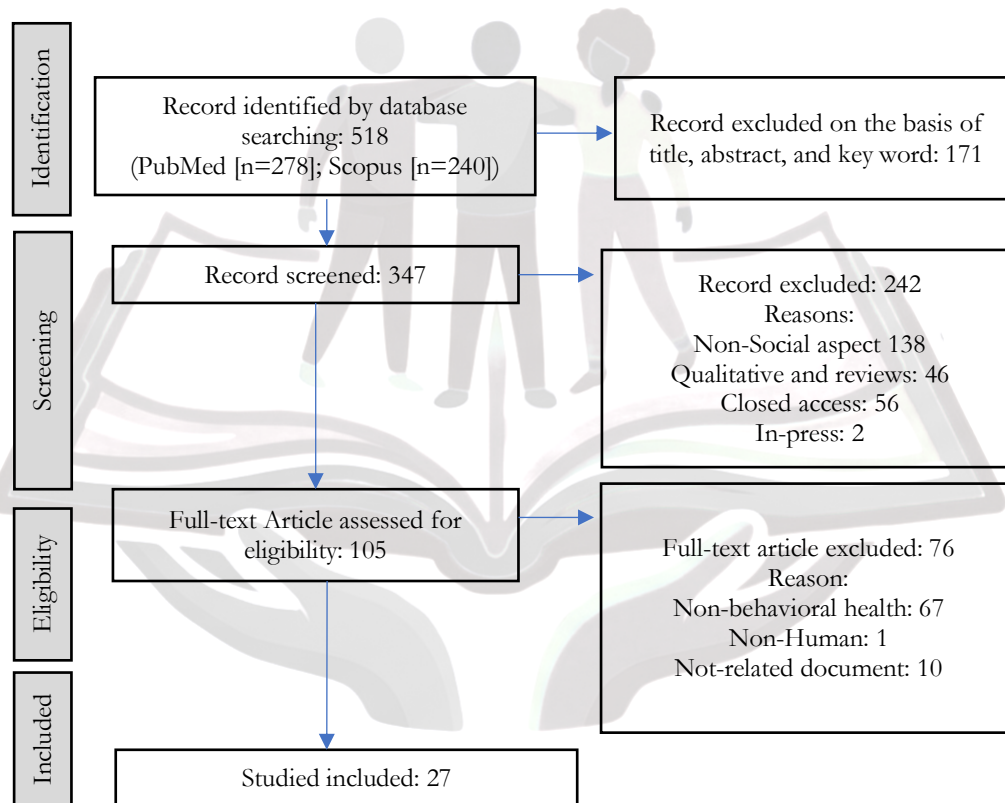 Identification
Record identified by database
searching: 518
(PubMed [n=278]; Scopus [n=240])
Record excluded on the basis of
title, abstract, and key word: 171
Screening
Record screened: 347
Record excluded: 242
Reasons:
Non-Social aspect 138
Qualitative and reviews: 46
Closed access: 56
In-press: 2
Eligibility
Full-text Article assessed for
eligibility: 105
Full-text article excluded: 76
Reason:
Non-behavioral health: 67
Non-Human: 1
Not-related document: 10
Included
Studied included: 27